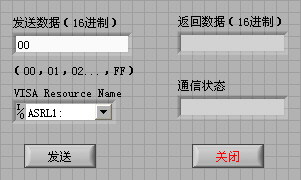 发送数据（16进制）
返回数据（16进制）
00
（00，01，02...，FF）
通信状态
VISA Resource Name
I/% ASRL1:
发送
关闭